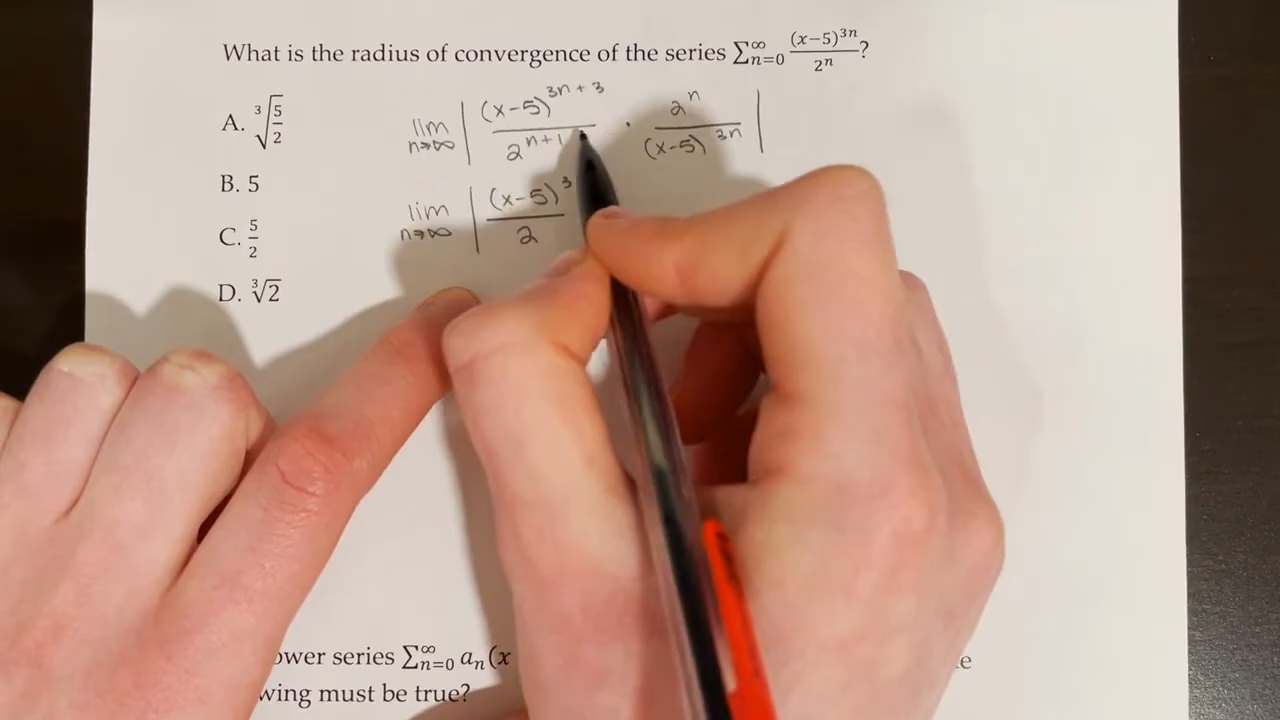 What is the radius of convergence of the series ∑_{n=0}^{∞} (x−5)^{3n}/2^n?
A. ∛(5/2)
B. 5
C. 5/2
D. ∛2
lim n→∞ | (x-5)^{3n+3}/2^{n+1} · 2^n/(x-5)^{3n} |
lim n→∞ | (x-5)^3/2
ower series ∑_{n=0}^{∞} a_n(x
wing must be true?